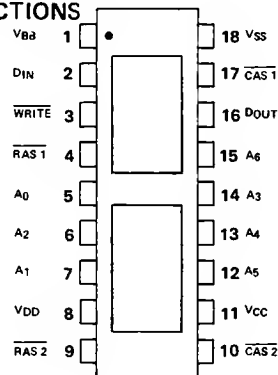 CTIONS
VBB 1 18 VSS
DIN 2 17 CAS 1
WRITE 3 16 DOUT
RAS 1 4 15 A6
A0 5 14 A3
A2 6 13 A4
A1 7 12 A5
VDD 8 11 VCC
RAS 2 9 10 CAS 2